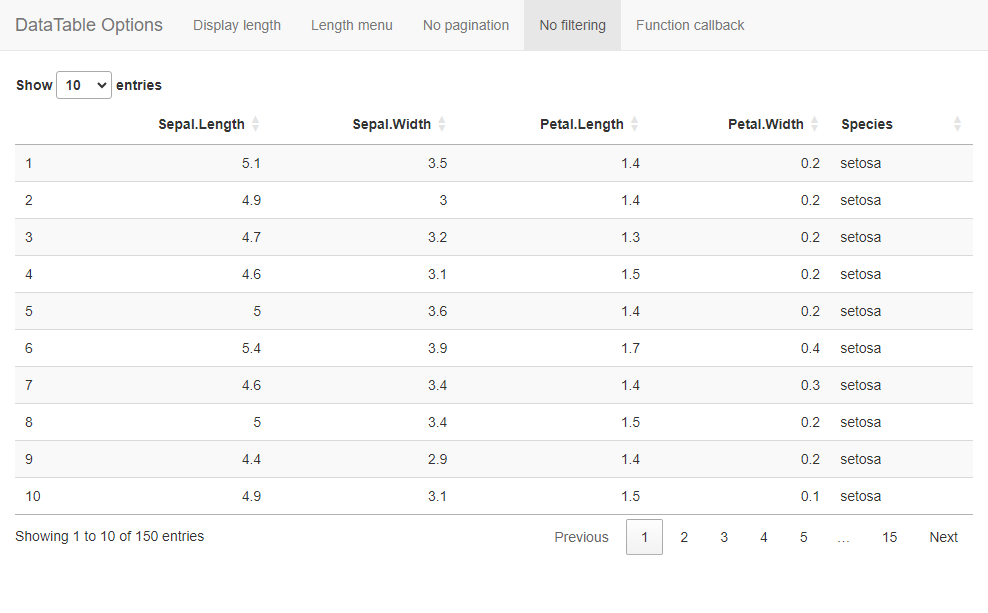 DataTable Options Display length Length menu No pagination No filtering Function callback
Show 10 entries
Sepal.Length Sepal.Width Petal.Length Petal.Width Species
1 5.1 3.5 1.4 0.2 setosa
2 4.9 3 1.4 0.2 setosa
3 4.7 3.2 1.3 0.2 setosa
4 4.6 3.1 1.5 0.2 setosa
5 5 3.6 1.4 0.2 setosa
6 5.4 3.9 1.7 0.4 setosa
7 4.6 3.4 1.4 0.3 setosa
8 5 3.4 1.5 0.2 setosa
9 4.4 2.9 1.4 0.2 setosa
10 4.9 3.1 1.5 0.1 setosa
Showing 1 to 10 of 150 entries Previous 1 2 3 4 5 … 15 Next